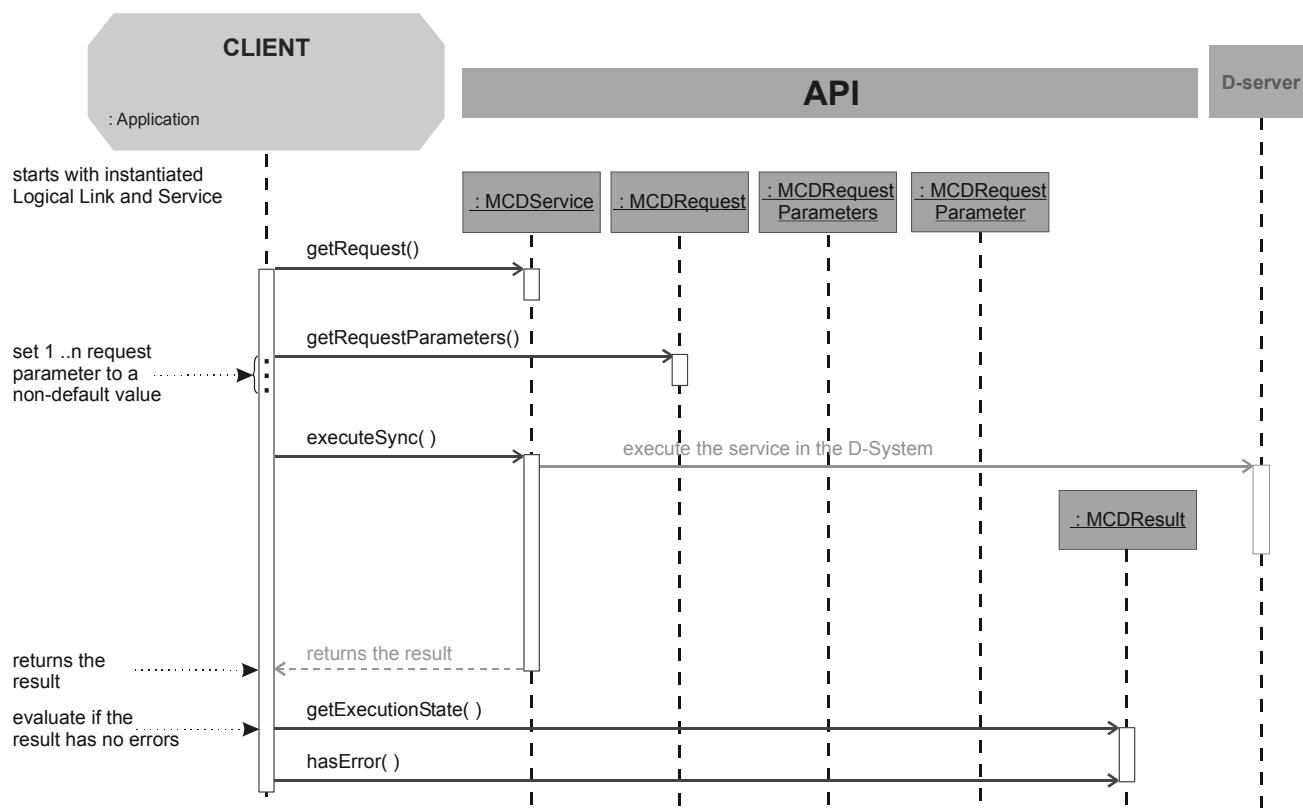 CLIENT
: Application
API
D-server
starts with instantiated
Logical Link and Service
: MCDService
: MCDRequest
: MCDRequest
Parameters
: MCDRequest
Parameter
getRequest()
getRequestParameters()
set 1 ..n request
parameter to a
non-default value
executeSync( )
execute the service in the D-System
: MCDResult
returns the
result
returns the result
getExecutionState( )
evaluate if the
result has no errors
hasError( )